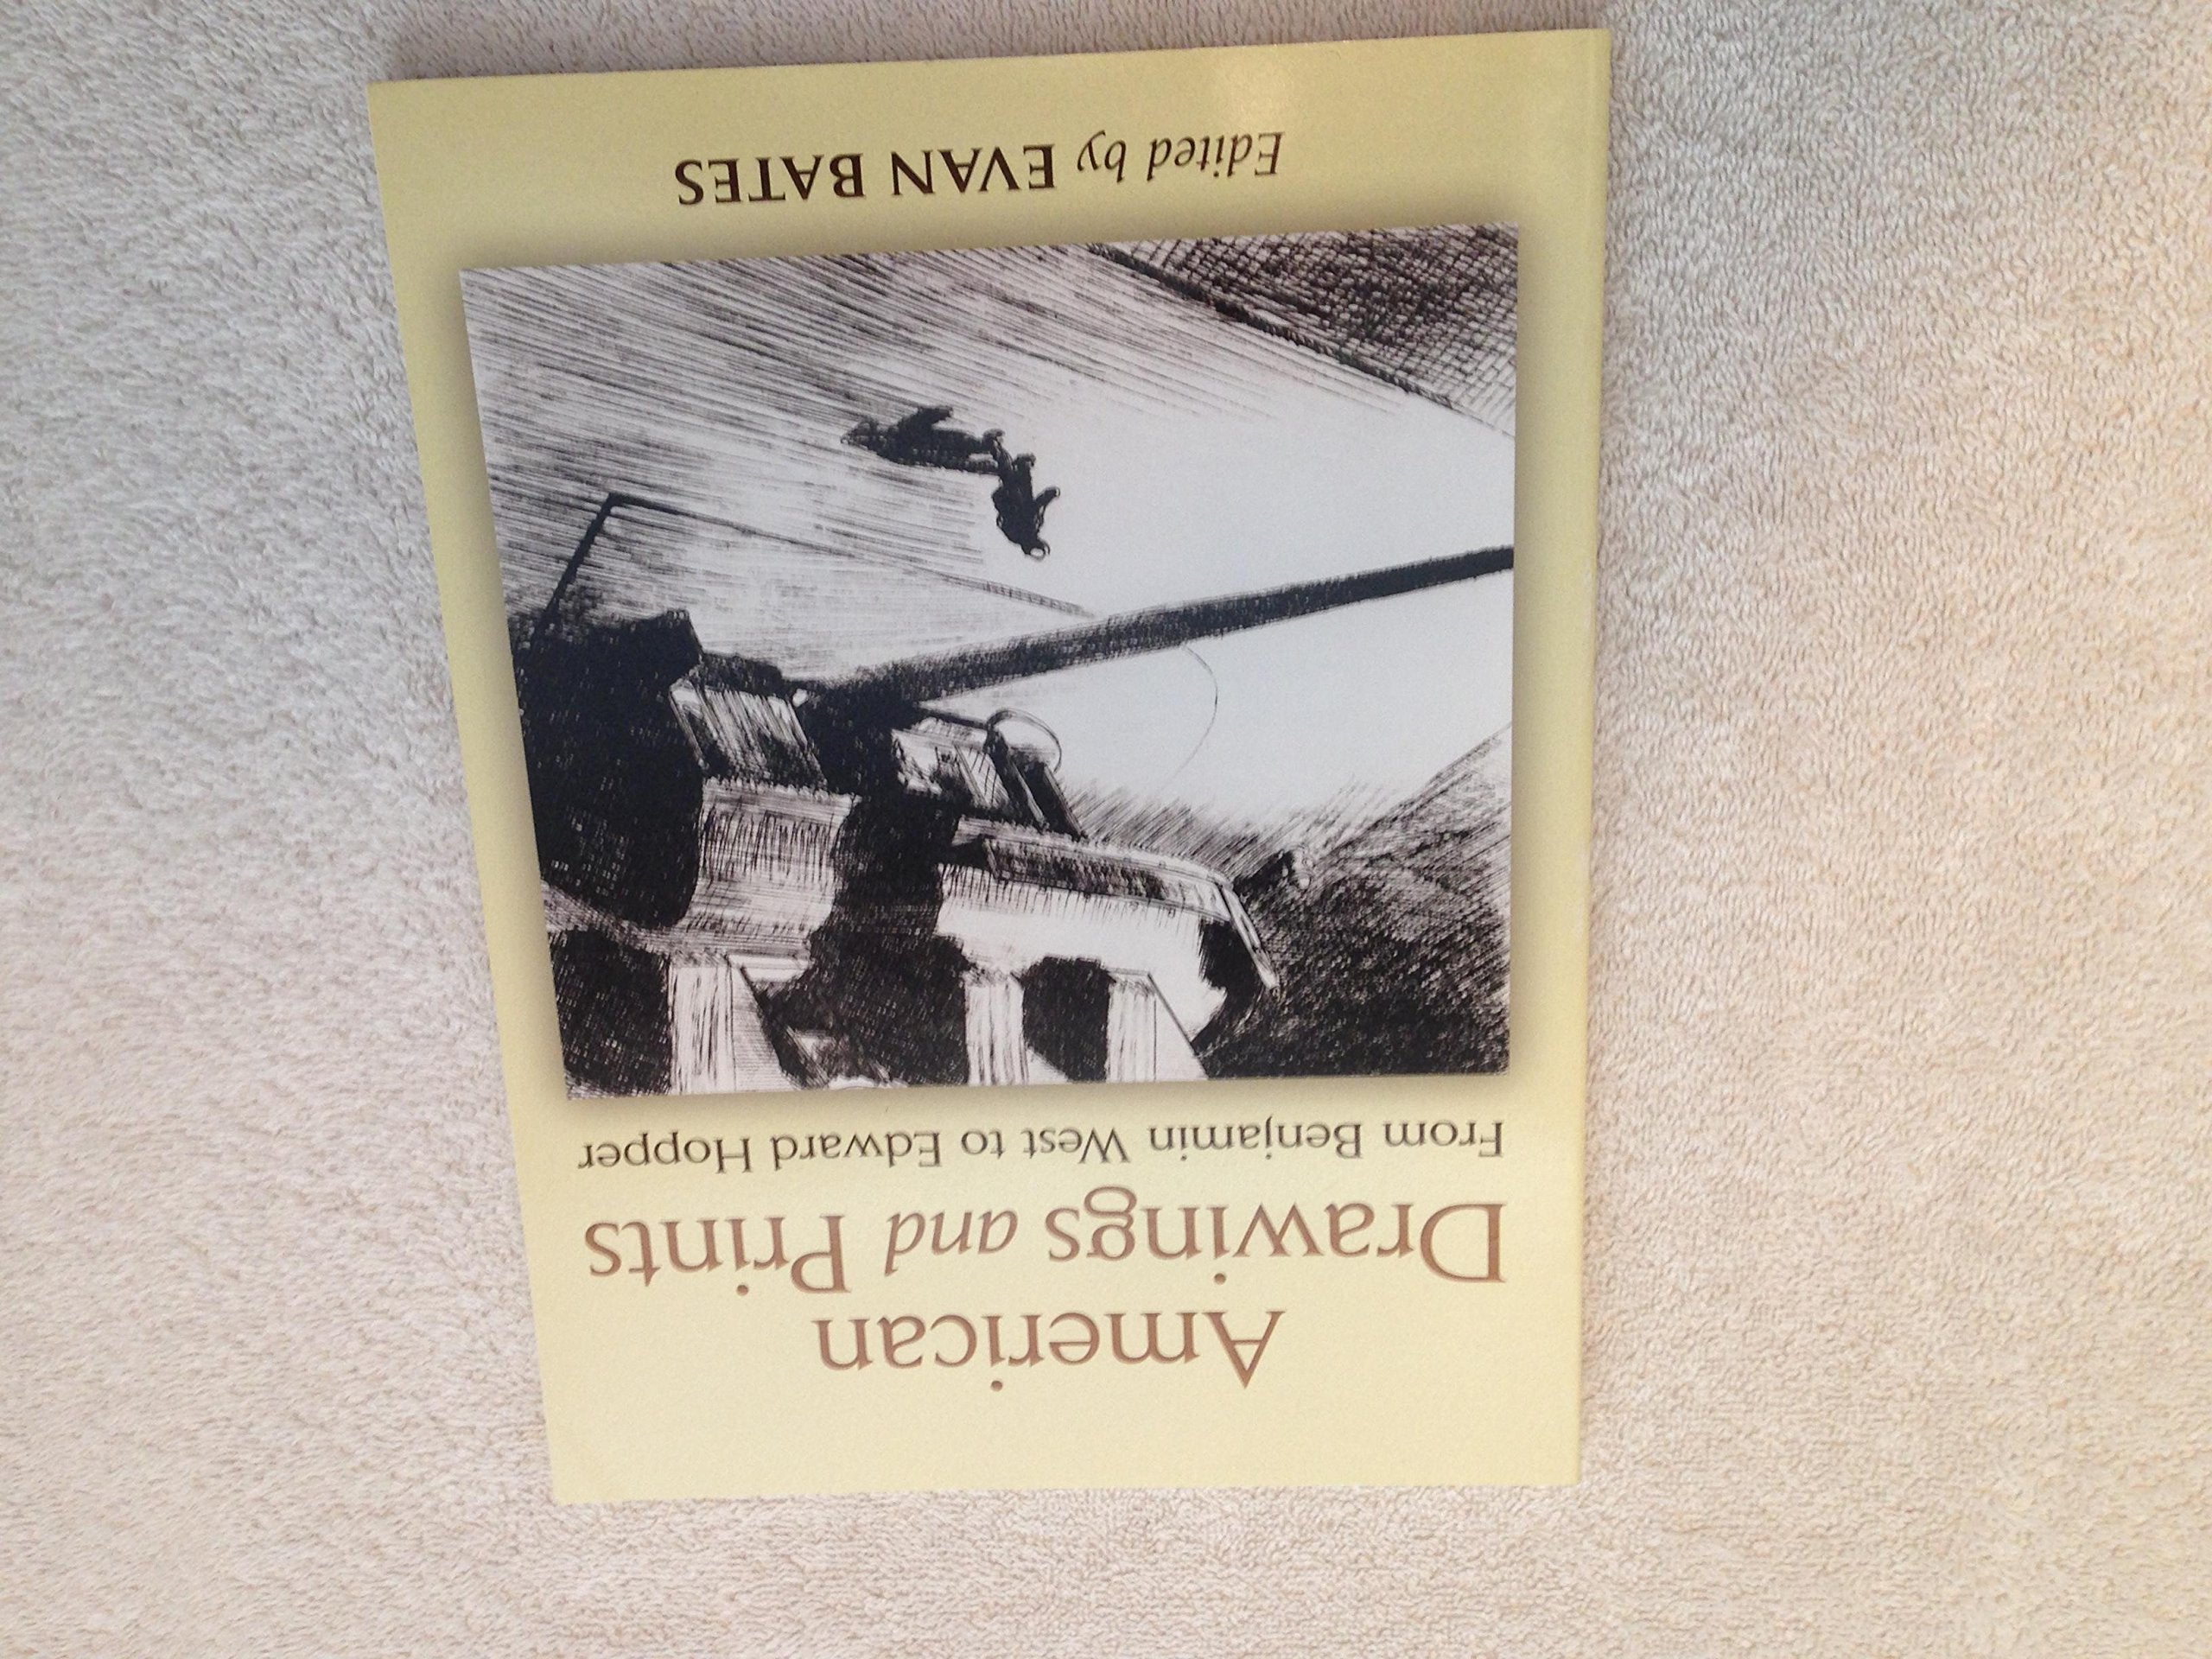 American
Drawings and Prints
From Benjamin West to Edward Hopper
Edited by EVAN BATES